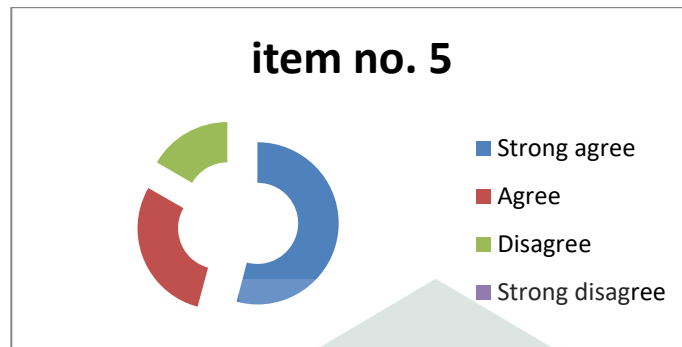 item no. 5
Strong agree
Agree
Disagree
Strong disagree